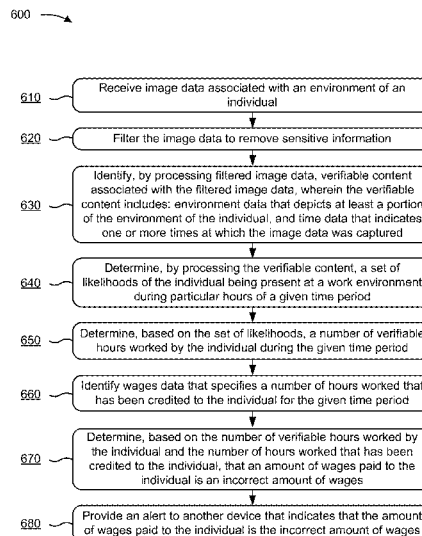 600
610
Receive image data associated with an environment of an
individual
620
Filter the image data to remove sensitive information
630
Identify, by processing filtered image data, verifiable content
associated with the filtered image data, wherein the verifiable
content includes: environment data that depicts at least a portion
of the environment of the individual, and time data that indicates
one or more times at which the image data was captured
640
Determine, by processing the verifiable content, a set of
likelihoods of the individual being present at a work environment
during particular hours of a given time period
650
Determine, based on the set of likelihoods, a number of verifiable
hours worked by the individual during the given time period
660
Identify wages data that specifies a number of hours worked that
has been credited to the individual for the given time period
670
Determine, based on the number of verifiable hours worked by
the individual and the number of hours worked that has been
credited to the individual, that an amount of wages paid to the
individual is an incorrect amount of wages
680
Provide an alert to another device that indicates that the amount
of wages paid to the individual is the incorrect amount of wages